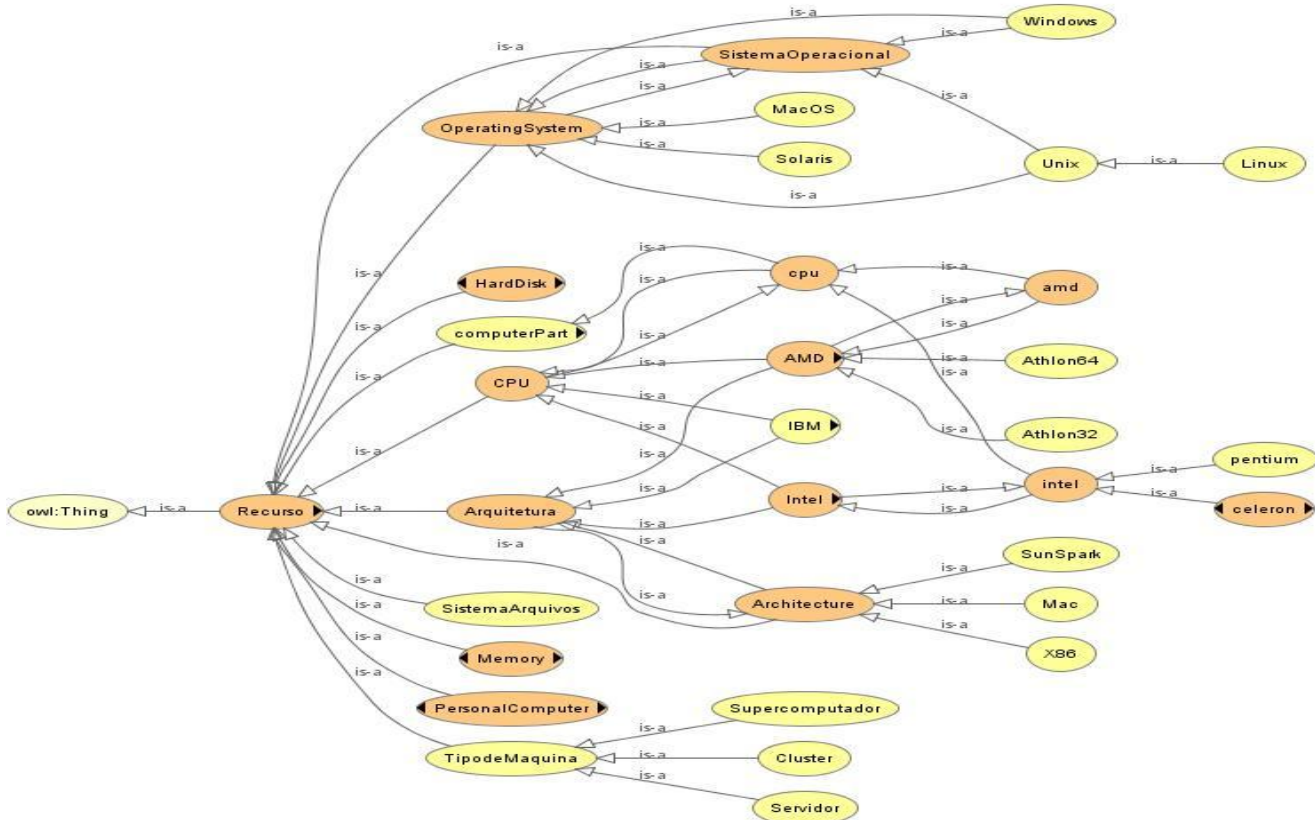 is-a
Windows
is-a
is-a
SistemaOperacional
is-a
is-a
is-a
MacOS
is-a
OperatingSystem
is-a
Solaris
is-a
Unix
is-a
Linux
is-a
is-a
cpu
is-a
is-a
HardDisk
amd
is-a
is-a
computerPart
is-a
is-a
AMD
is-a
Athlon64
is-a
is-a
CPU
is-a
IBM
is-a
Athlon32
is-a
is-a
pentium
is-a
is-a
Intel
is-a
intel
is-a
celeron
owl:Thing
is-a
Recurso
is-a
Arquitetura
is-a
is-a
is-a
SunSpark
is-a
is-a
SistemaArquivos
is-a
Architecture
is-a
Mac
is-a
is-a
X86
Memory
is-a
is-a
PersonalComputer
Supercomputador
is-a
TipodeMaquina
is-a
Cluster
is-a
Servidor